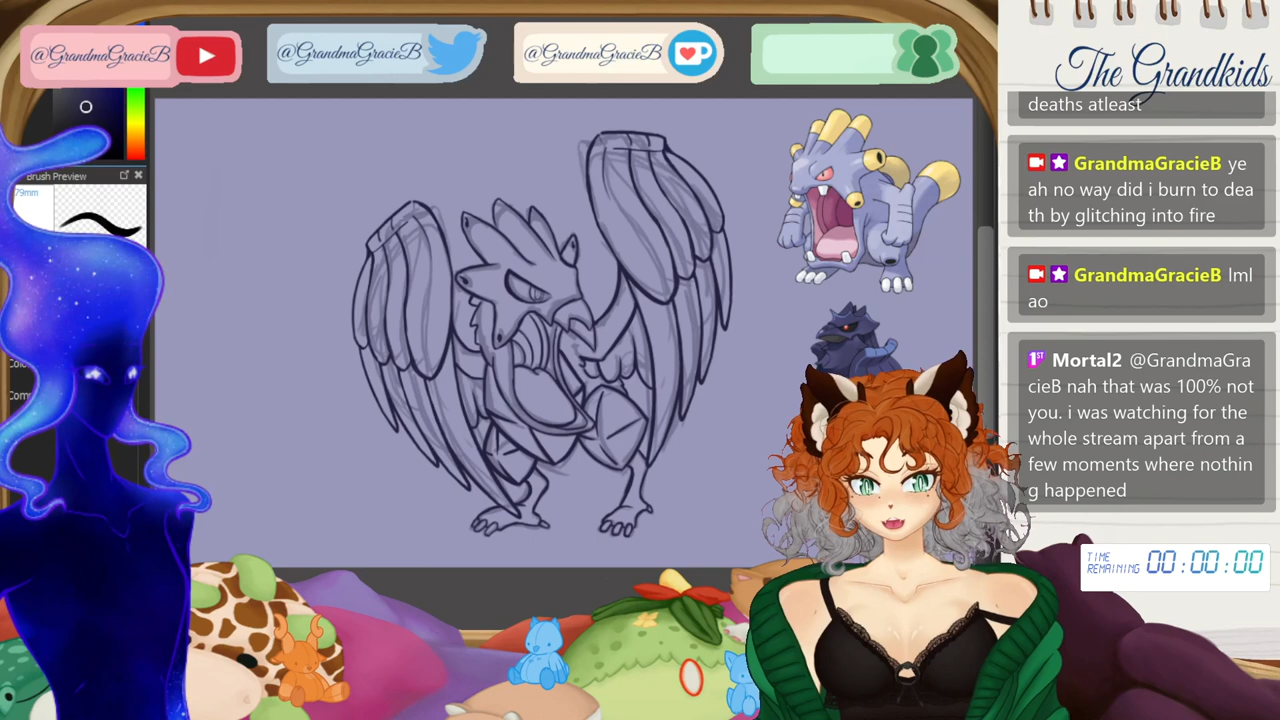 @GrandmaGracieB
@GrandmaGracieB
@GrandmaGracieB
The Grandkids
deaths atleast
GrandmaGracieB ye
ah no way did i burn to dea
th by glitching into fire
GrandmaGracieB lml
ao
1ST Mortal2 @GrandmaGra
cieB nah that was 100% not
you. i was watching for the
whole stream apart from a
few moments where nothin
g happened
Brush Preview
79mm
TIME
REMAINING 00:00:00